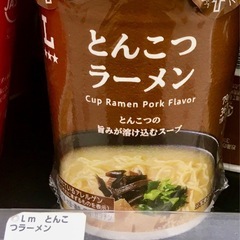 L
とんこつ
ラーメン
Cup Ramen Pork Flavor
とんこつの
旨みが溶け込むスープ
Lm とんこ
つラーメン